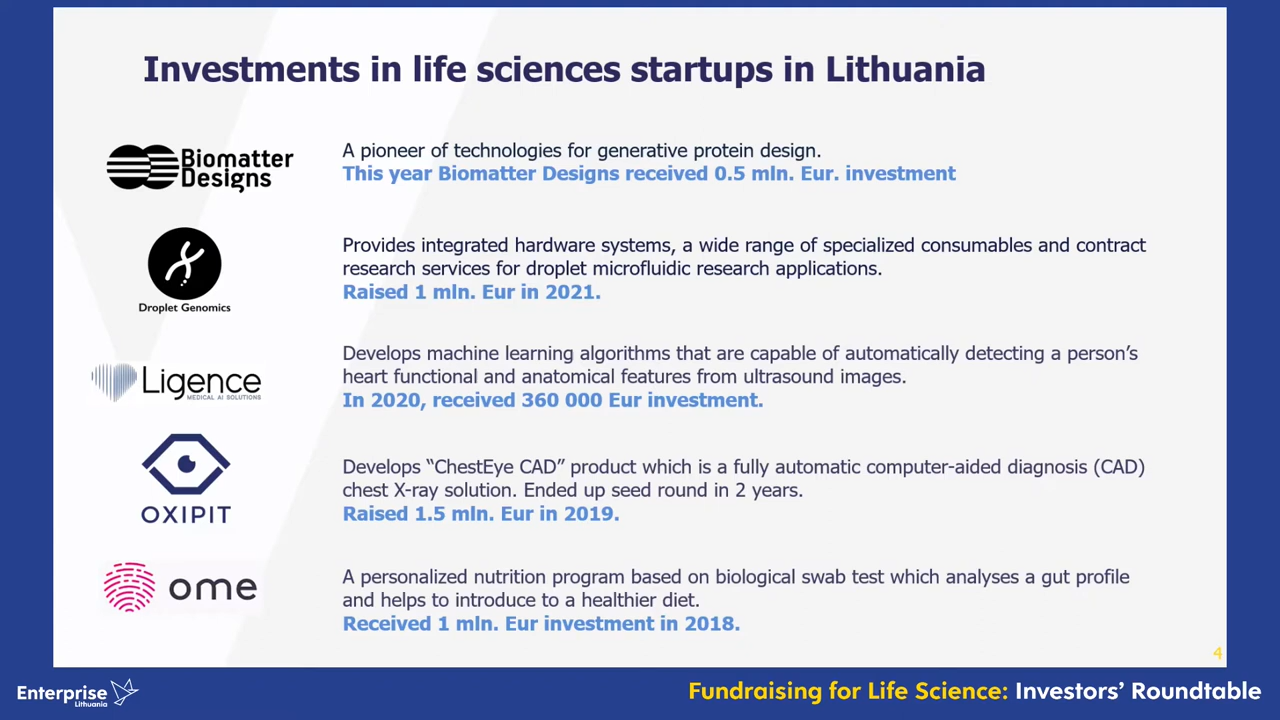 Investments in life sciences startups in Lithuania
Biomatter
Designs
A pioneer of technologies for generative protein design.
This year Biomatter Designs received 0.5 mln. Eur. investment
Droplet Genomics
Provides integrated hardware systems, a wide range of specialized consumables and contract
research services for droplet microfluidic research applications.
Raised 1 mln. Eur in 2021.
Ligence
MEDICAL AI SOLUTIONS
Develops machine learning algorithms that are capable of automatically detecting a person’s
heart functional and anatomical features from ultrasound images.
In 2020, received 360 000 Eur investment.
OXIPIT
Develops “ChestEye CAD” product which is a fully automatic computer-aided diagnosis (CAD)
chest X-ray solution. Ended up seed round in 2 years.
Raised 1.5 mln. Eur in 2019.
ome
A personalized nutrition program based on biological swab test which analyses a gut profile
and helps to introduce to a healthier diet.
Received 1 mln. Eur investment in 2018.
4
Enterprise
Lithuania
Fundraising for Life Science: Investors’ Roundtable